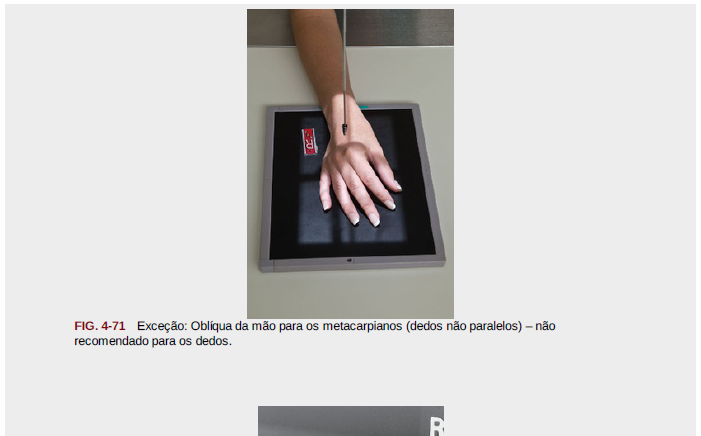 FIG. 4-71 Exceção: Oblíqua da mão para os metacarpianos (dedos não paralelos) – não
recomendado para os dedos.
R